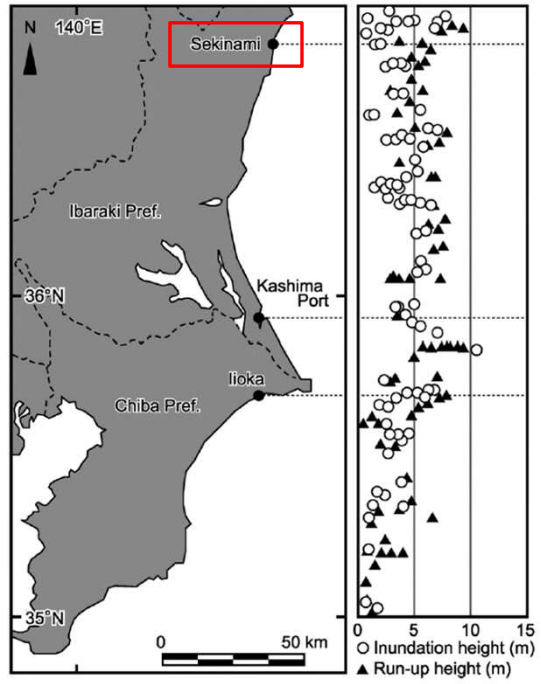 N
140°E
Sekinami
Ibaraki Pref.
36°N
Kashima
Port
Iioka
Chiba Pref.
35°N
0 50 km
0 5 10 15
○ Inundation height (m)
▲ Run-up height (m)